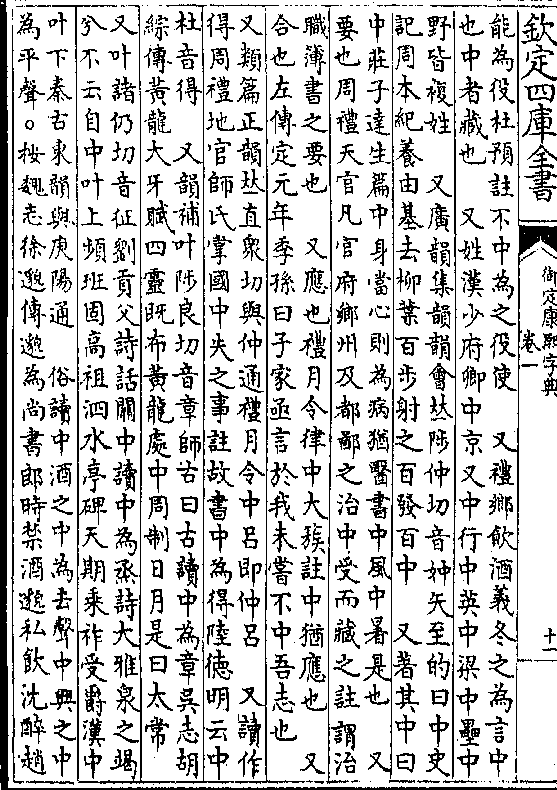 欽定四庫全書
御定康熙字典
卷一
十一
能為役杜預註不中為之役使　又禮鄉飲酒義冬之為言中
也中者藏也　又姓漢少府卿中京又中行中英中梁中壘中
野皆複姓　又廣韻集韻韻會𠀤陟仲切音妕矢至的曰中史
記周本紀養由基去柳葉百步射之百發百中　又著其中曰
中莊子達生篇中身當心則為病猶醫書中風中暑是也　又
要也周禮天官凡官府鄉州及都鄙之治中受而藏之註謂治
職薄書之要也　又應也禮月令律中大蔟註中猶應也　又
合也左傳定元年季孫曰子家亟言於我未嘗不中吾志也
又類篇正韻𠀤直衆切與仲通禮月令中呂即仲呂　又讀作
得周禮地官師氏掌國中失之事註故書中為得陸德明云中
杜音得　又韻補叶陟良切音章師古曰古讀中為章吳志胡
綜傳黃龍大牙賦四靈既布黃龍處中周制日月是曰太常
又叶諸仍切音征劉貢父詩話關中讀中為烝詩大雅泉之竭
兮不云自中叶上頻班固高祖泗水亭碑天期乘祚受爵漢中
叶下秦古東韻與庚陽通　俗讀中酒之中為去聲中興之中
為平聲○桉魏志徐邈傳邈為尚書郎時禁酒邈私飲沈醉趙